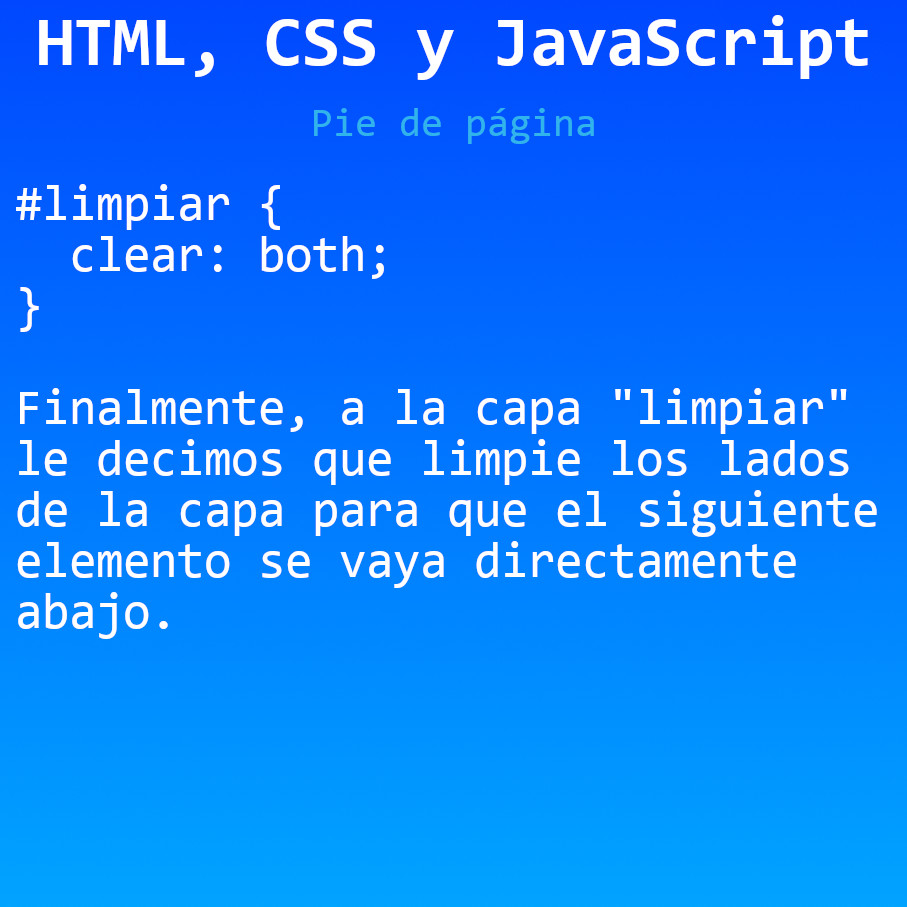 HTML, CSS y JavaScript
Pie de página
#limpiar {
  clear: both;
}
Finalmente, a la capa "limpiar"
le decimos que limpie los lados
de la capa para que el siguiente
elemento se vaya directamente
abajo.